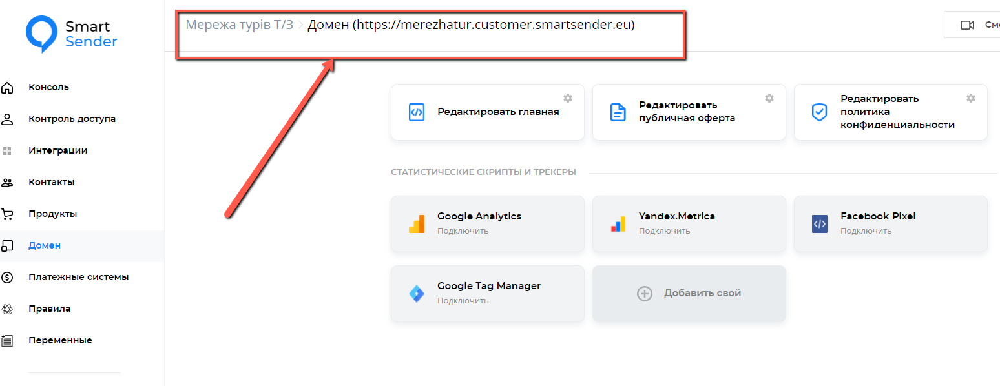 Smart
Sender
Мережа турів Т/З > Домен (https://merezhatur.customer.smartsender.eu)
Консоль
Контроль доступа
Интеграции
Контакты
Продукты
Домен
Платежные системы
Правила
Переменные
Редактировать главная
Редактировать
публичная оферта
Редактировать
политика
конфиденциальности
СТАТИСТИЧЕСКИЕ СКРИПТЫ И ТРЕКЕРЫ
Google Analytics
Подключить
Yandex.Metrica
Подключить
Facebook Pixel
Подключить
Google Tag Manager
Подключить
Добавить свой